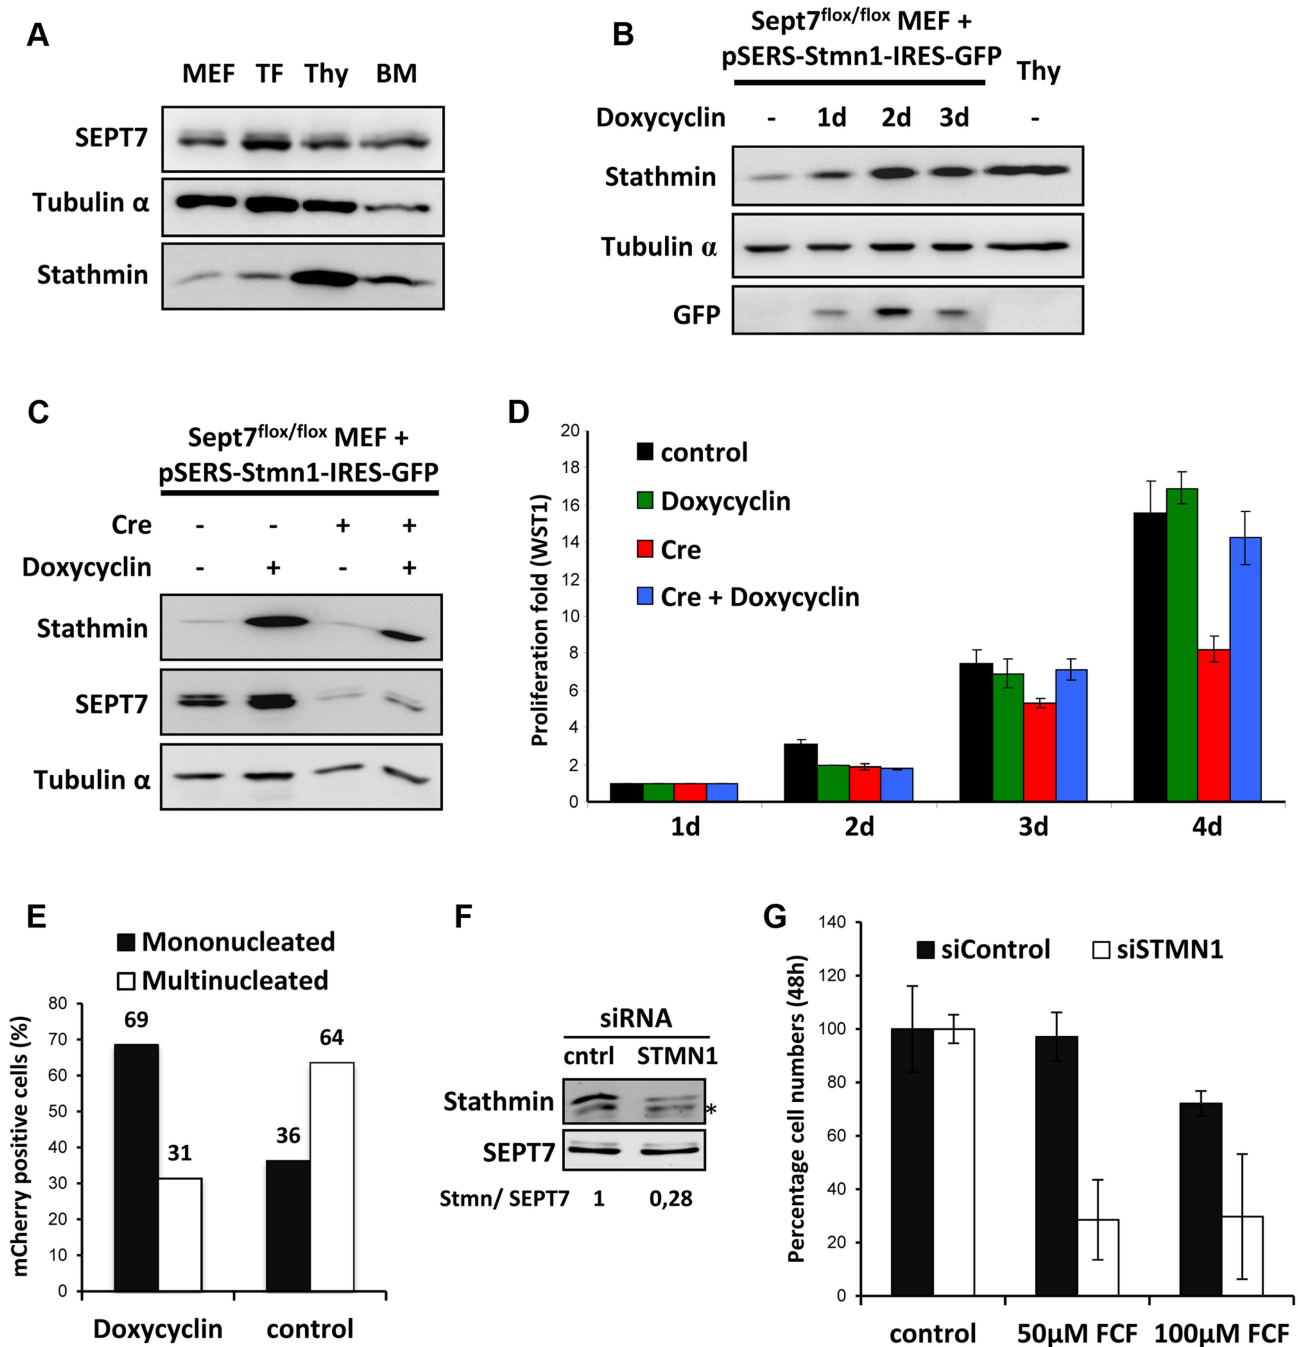 A
MEF TF Thy BM
SEPT7
Tubulin α
Stathmin
B
Sept7flox/flox MEF +
pSERS-Stmn1-IRES-GFP
Thy
Doxycyclin - 1d 2d 3d -
Stathmin
Tubulin α
GFP
C
Sept7flox/flox MEF +
pSERS-Stmn1-IRES-GFP
Cre - - + +
Doxycyclin - + - +
Stathmin
SEPT7
Tubulin α
D
Proliferation fold (WST1)
20
18
16
14
12
10
8
6
4
2
0
control
Doxycyclin
Cre
Cre + Doxycyclin
1d 2d 3d 4d
E
Mononucleated
Multinucleated
mCherry positive cells (%)
80
70
60
50
40
30
20
10
0
69
31
36
64
Doxycyclin control
F
siRNA
cntrl STMN1
Stathmin
*
SEPT7
Stmn/ SEPT7 1 0,28
G
Percentage cell numbers (48h)
140
120
100
80
60
40
20
0
siControl siSTMN1
control 50µM FCF 100µM FCF